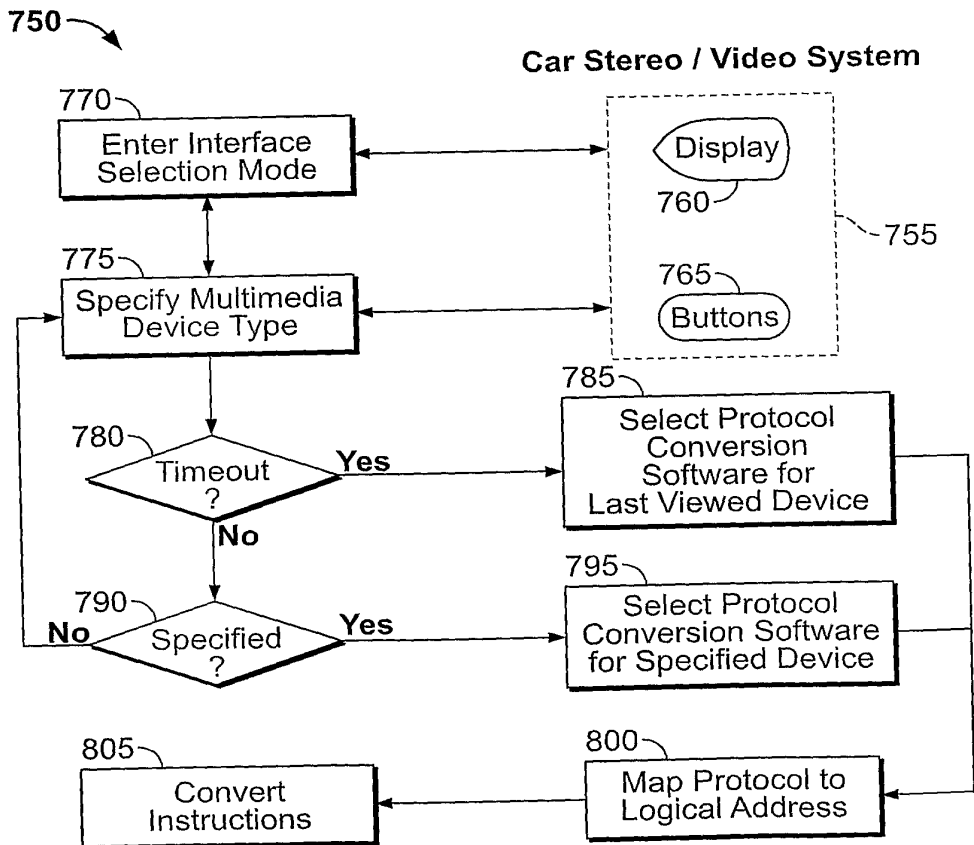 750
Car Stereo / Video System
770
Enter Interface
Selection Mode
Display
760
755
775
Specify Multimedia
Device Type
765
Buttons
780
Timeout
?
Yes
No
785
Select Protocol
Conversion
Software for
Last Viewed Device
790
Specified
?
No
Yes
795
Select Protocol
Conversion Software
for Specified Device
800
Map Protocol to
Logical Address
805
Convert
Instructions